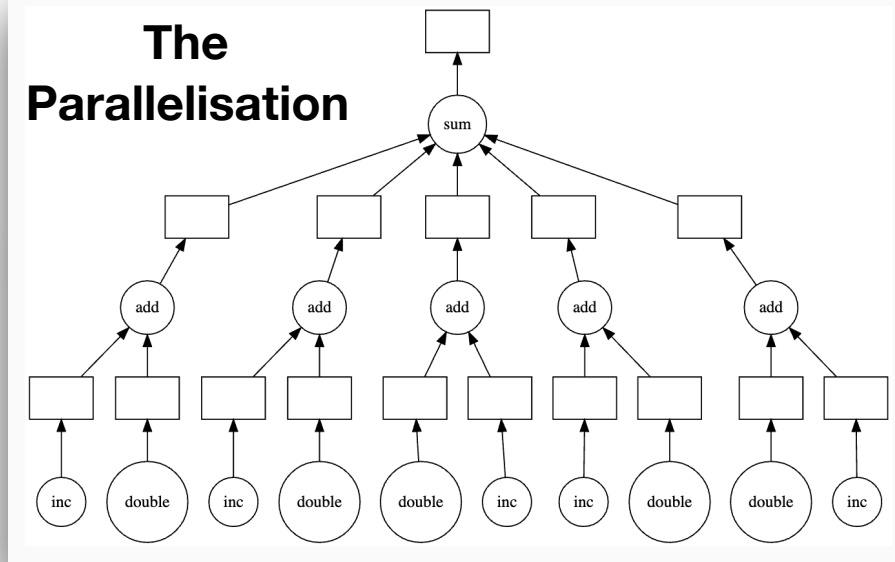 The
Parallelisation
sum
add add add add add
inc double inc double double inc inc double double inc